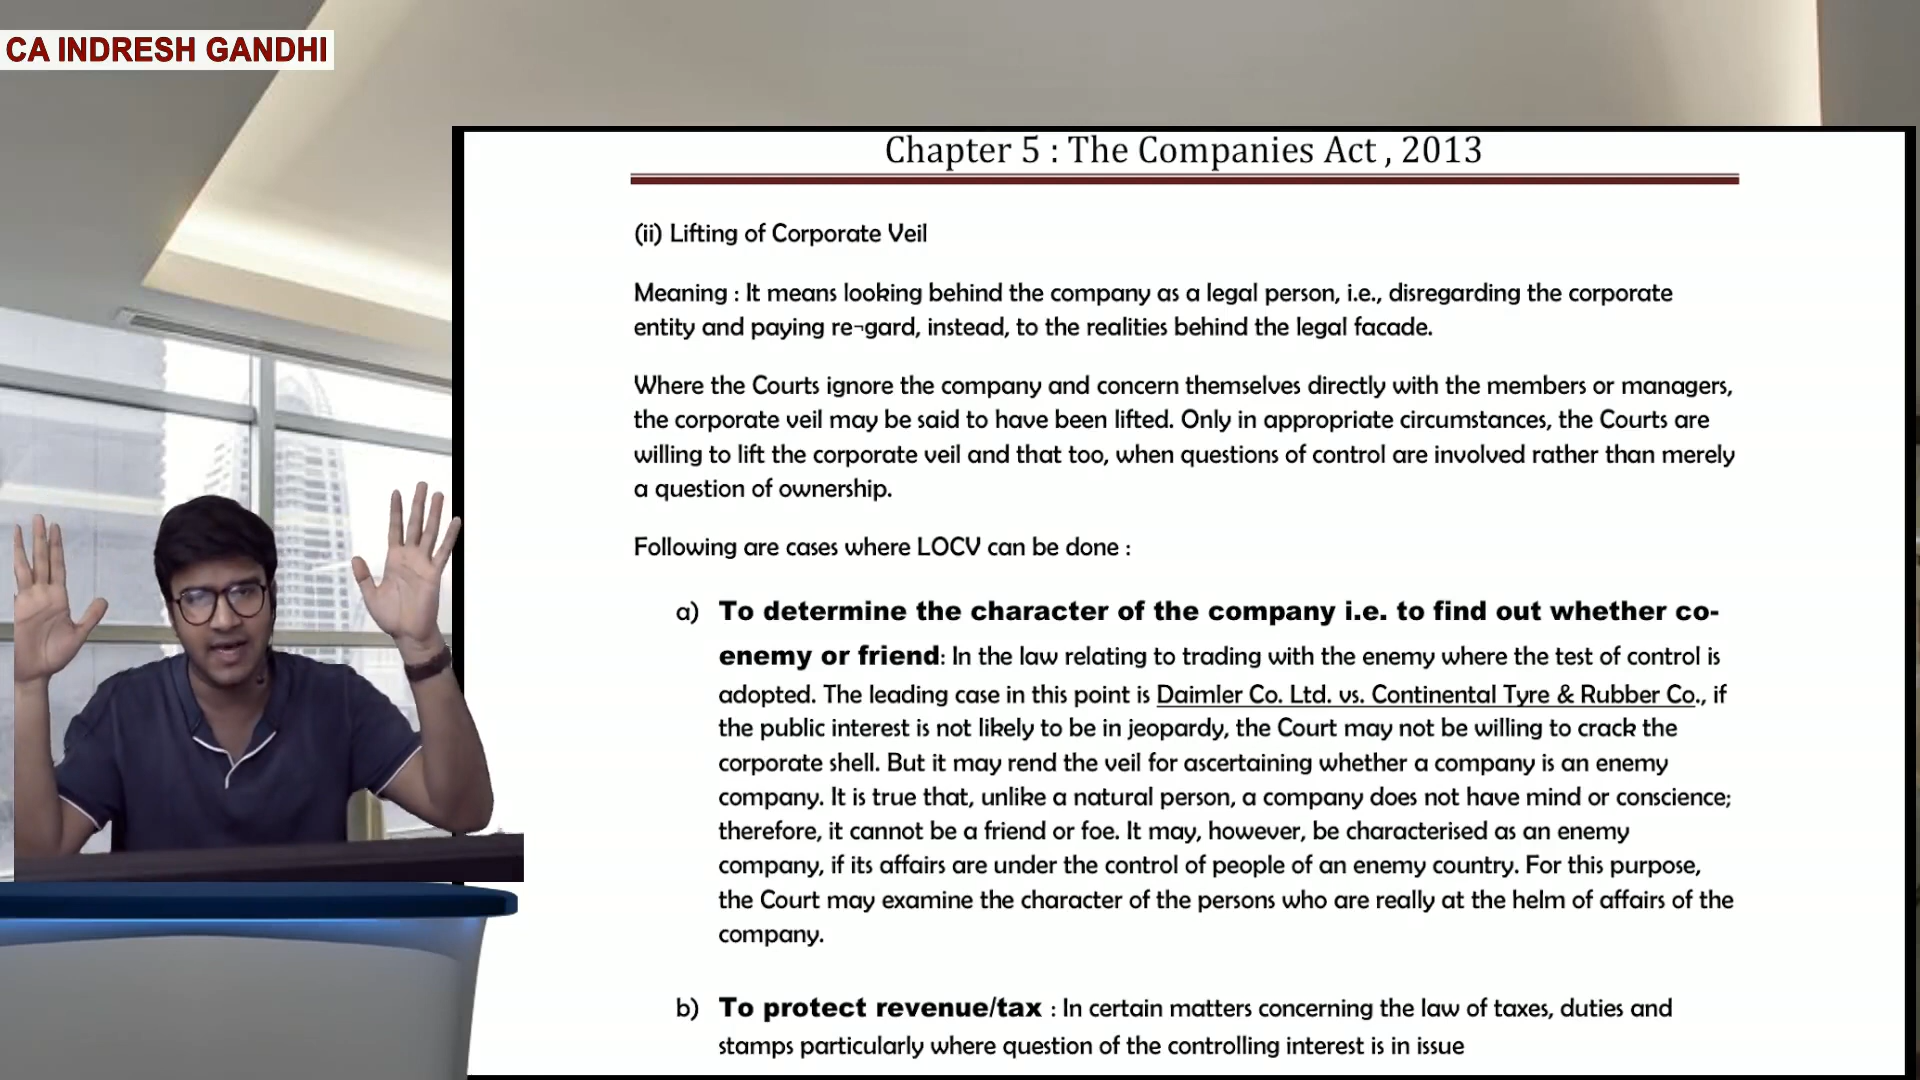 CA INDRESH GANDHI
Chapter 5 : The Companies Act , 2013
(ii) Lifting of Corporate Veil
Meaning : It means looking behind the company as a legal person, i.e., disregarding the corporate
entity and paying re¬gard, instead, to the realities behind the legal facade.
Where the Courts ignore the company and concern themselves directly with the members or managers,
the corporate veil may be said to have been lifted. Only in appropriate circumstances, the Courts are
willing to lift the corporate veil and that too, when questions of control are involved rather than merely
a question of ownership.
Following are cases where LOCV can be done :
a) To determine the character of the company i.e. to find out whether co-
enemy or friend: In the law relating to trading with the enemy where the test of control is
adopted. The leading case in this point is Daimler Co. Ltd. vs. Continental Tyre & Rubber Co., if
the public interest is not likely to be in jeopardy, the Court may not be willing to crack the
corporate shell. But it may rend the veil for ascertaining whether a company is an enemy
company. It is true that, unlike a natural person, a company does not have mind or conscience;
therefore, it cannot be a friend or foe. It may, however, be characterised as an enemy
company, if its affairs are under the control of people of an enemy country. For this purpose,
the Court may examine the character of the persons who are really at the helm of affairs of the
company.
b) To protect revenue/tax : In certain matters concerning the law of taxes, duties and
stamps particularly where question of the controlling interest is in issue